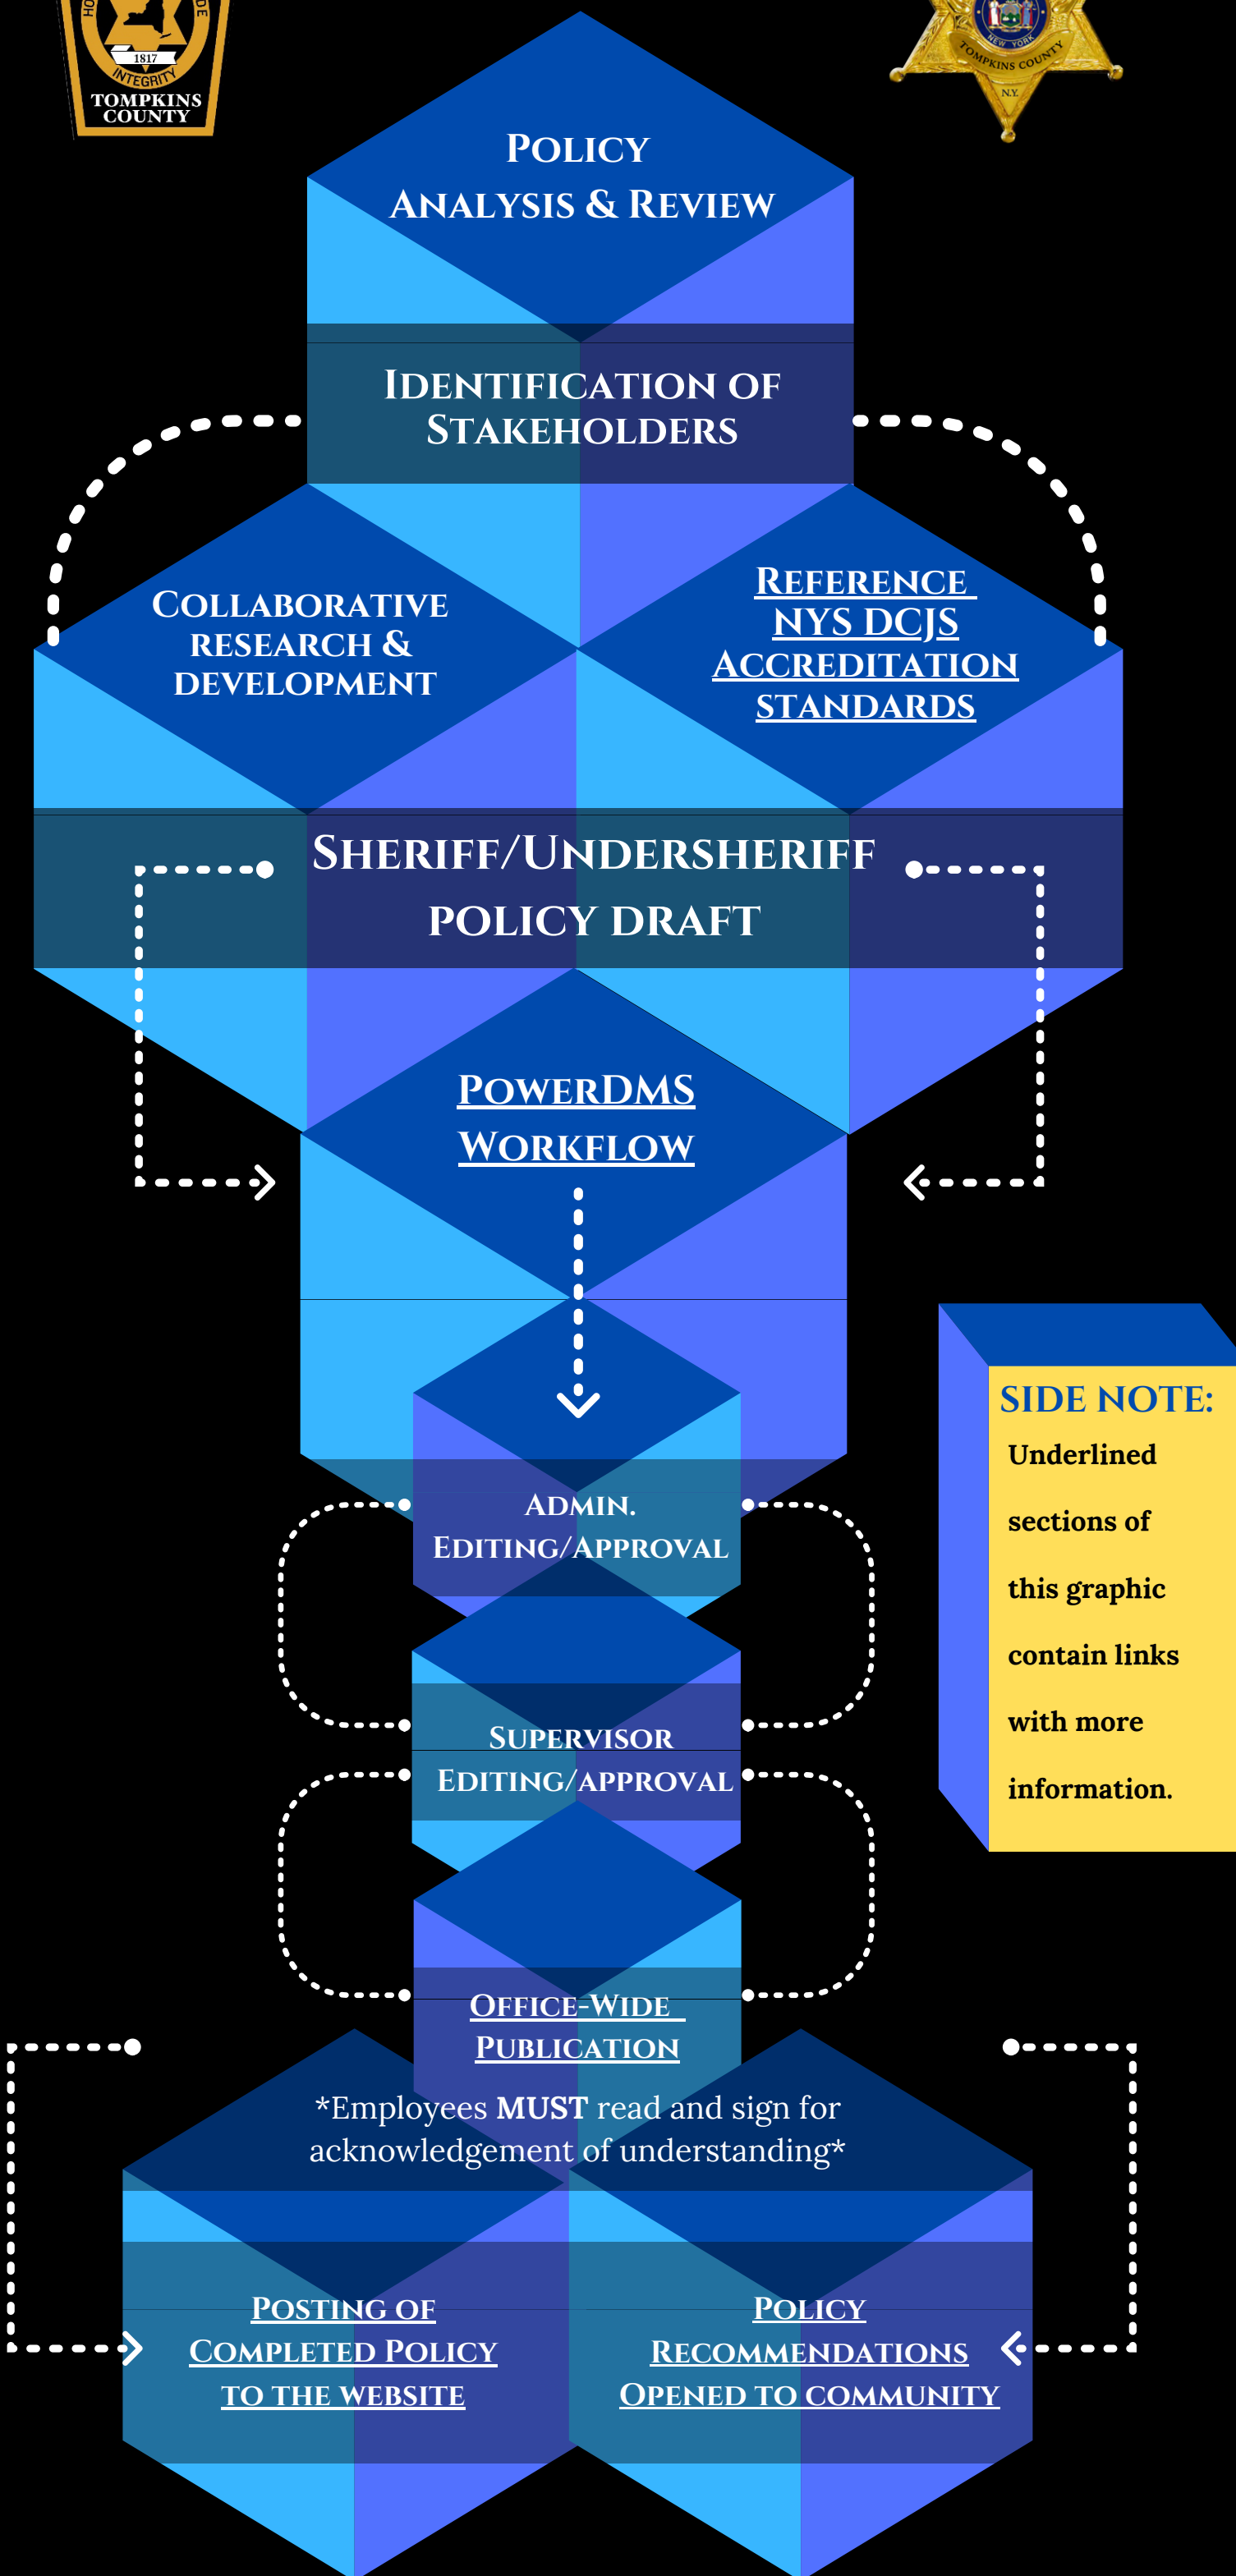 HO
DE
1817
INTEGRITY
TOMPKINS
COUNTY
NEW YORK
TOMPKINS COUNTY
N.Y.
Policy
Analysis & Review
Identification of
Stakeholders
Collaborative
research &
development
Reference
NYS DCJS
Accreditation
standards
Sheriff/Undersheriff
policy draft
PowerDMS
Workflow
Admin.
Editing/Approval
SIDE NOTE:
Underlined
sections of
this graphic
contain links
with more
information.
Supervisor
Editing/approval
Office-Wide
Publication
*Employees MUST read and sign for
acknowledgement of understanding*
Posting of
Completed Policy
to the website
Policy
Recommendations
Opened to community